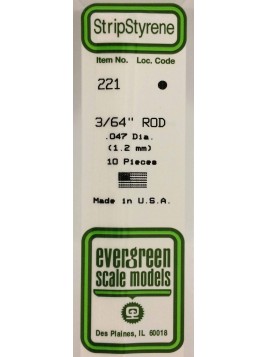 StripStyrene
Item No. Loc. Code
221
3/64" ROD
.047 Dia.
(1.2 mm)
10 Pieces
Made in U.S.A.
evergreen
scale models
Des Plaines, IL 60018